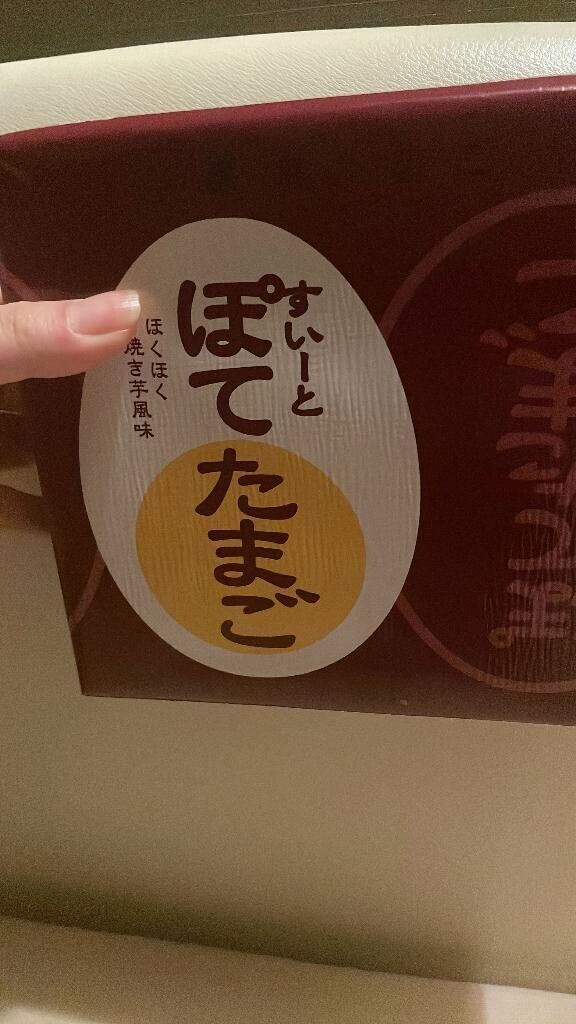 すいーと
ぽて
たまご
ほくほく
焼き芋風味